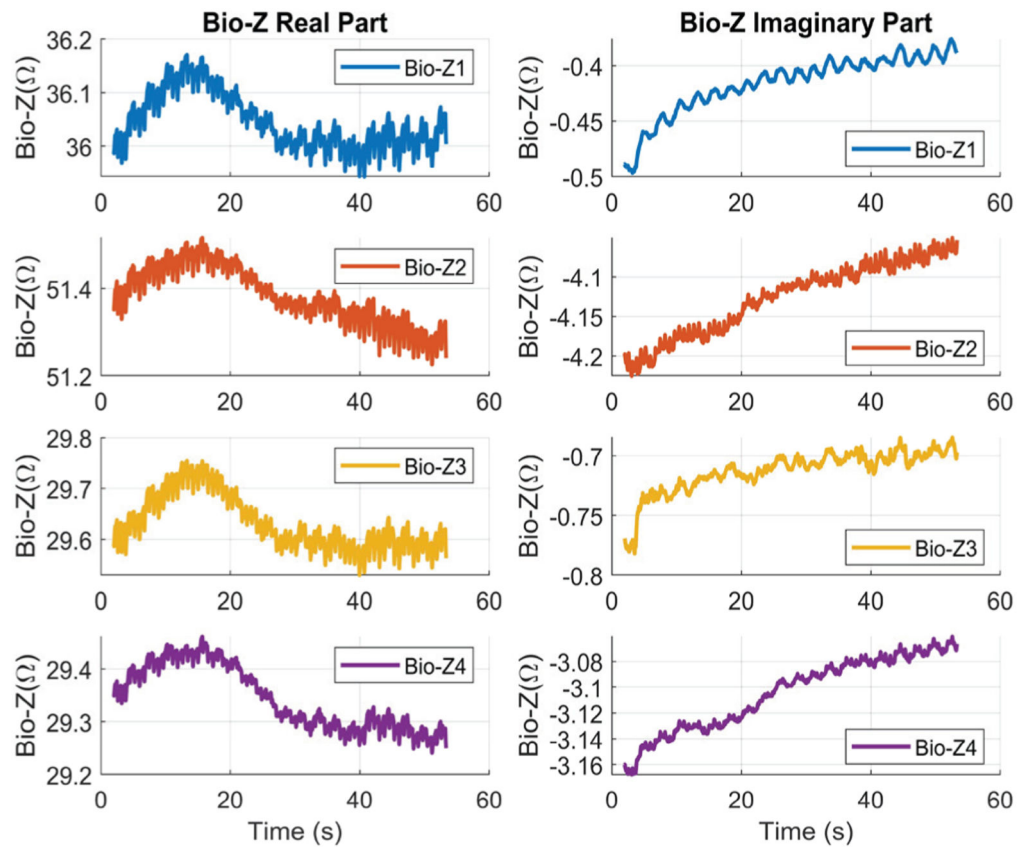 Bio-Z Real Part
Bio-Z(Ω)
36.2
36.1
36
Bio-Z1
0 20 40 60
Bio-Z Imaginary Part
Bio-Z(Ω)
-0.4
-0.45
-0.5
Bio-Z1
0 20 40 60
Bio-Z(Ω)
51.4
51.2
Bio-Z2
0 20 40 60
Bio-Z(Ω)
-4.1
-4.15
-4.2
Bio-Z2
0 20 40 60
Bio-Z(Ω)
29.8
29.7
29.6
Bio-Z3
0 20 40 60
Bio-Z(Ω)
-0.7
-0.75
-0.8
Bio-Z3
0 20 40 60
Bio-Z(Ω)
29.4
29.3
29.2
Bio-Z4
0 20 40 60
Time (s)
Bio-Z(Ω)
-3.08
-3.1
-3.12
-3.14
-3.16
Bio-Z4
0 20 40 60
Time (s)